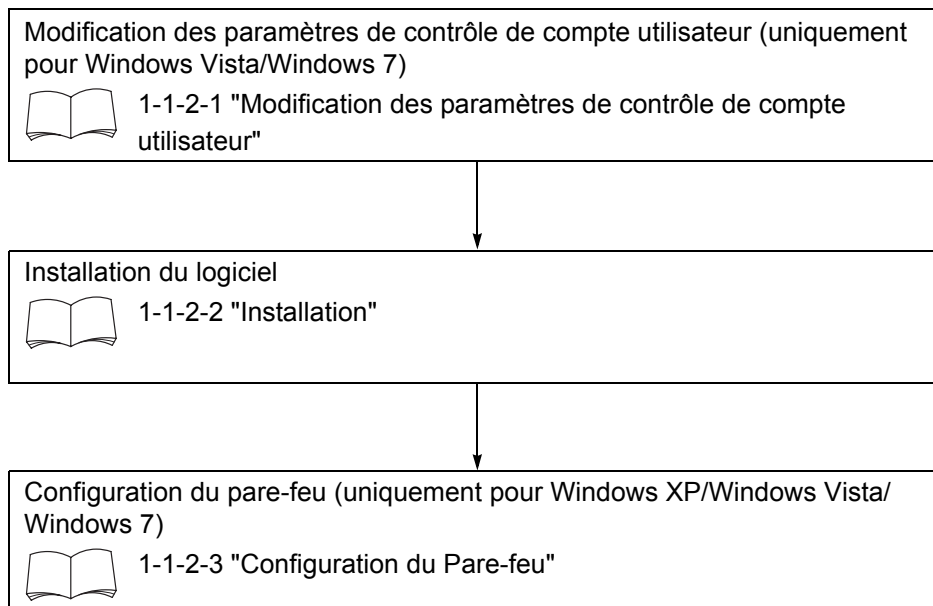 Modification des paramètres de contrôle de compte utilisateur (uniquement
pour Windows Vista/Windows 7)
1-1-2-1 "Modification des paramètres de contrôle de compte
utilisateur"
Installation du logiciel
1-1-2-2 "Installation"
Configuration du pare-feu (uniquement pour Windows XP/Windows Vista/
Windows 7)
1-1-2-3 "Configuration du Pare-feu"